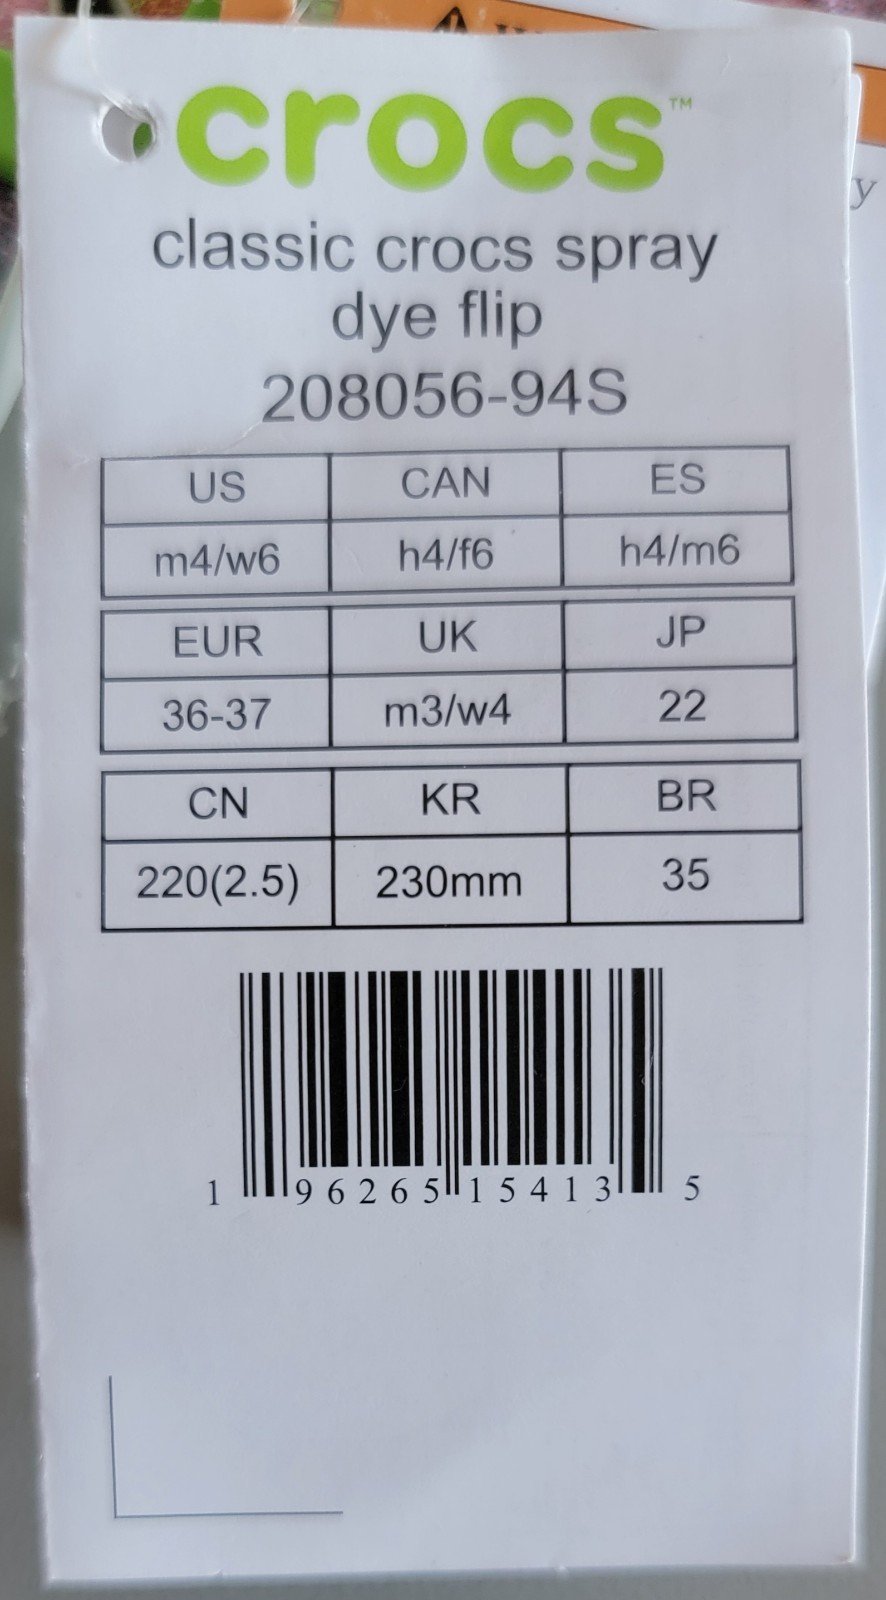 crocs™
classic crocs spray
dye flip
208056-94S
US CAN ES
m4/w6 h4/f6 h4/m6
EUR UK JP
36-37 m3/w4 22
CN KR BR
220(2.5) 230mm 35
1 96265 15413 5
y